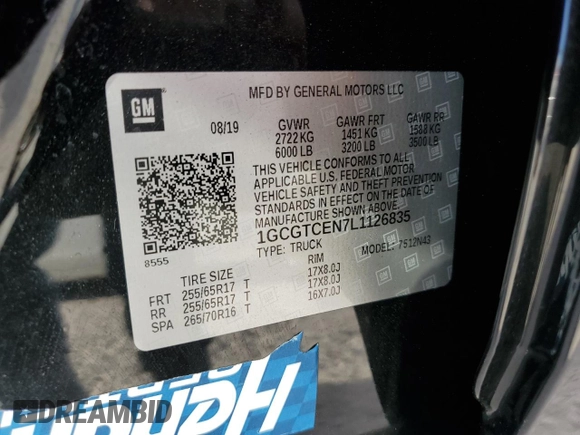 GM
MFD BY GENERAL MOTORS LLC
08/19 GVWR GAWR FRT GAWR RR
2722 KG 1451 KG 1588 KG
6000 LB 3200 LB 3500 LB
THIS VEHICLE CONFORMS TO ALL
APPLICABLE U.S. FEDERAL MOTOR
VEHICLE SAFETY AND THEFT PREVENTION
STANDARDS IN EFFECT ON THE DATE OF
MANUFACTURE SHOWN ABOVE.
1GCGTCEN7L1126835
8555
TYPE: TRUCK MODEL: 7S12N43
TIRE SIZE RIM
FRT 255/65R17 T 17X8.0J
RR 255/65R17 T 17X8.0J
SPA 265/70R16 T 16X7.0J
DREAMBID